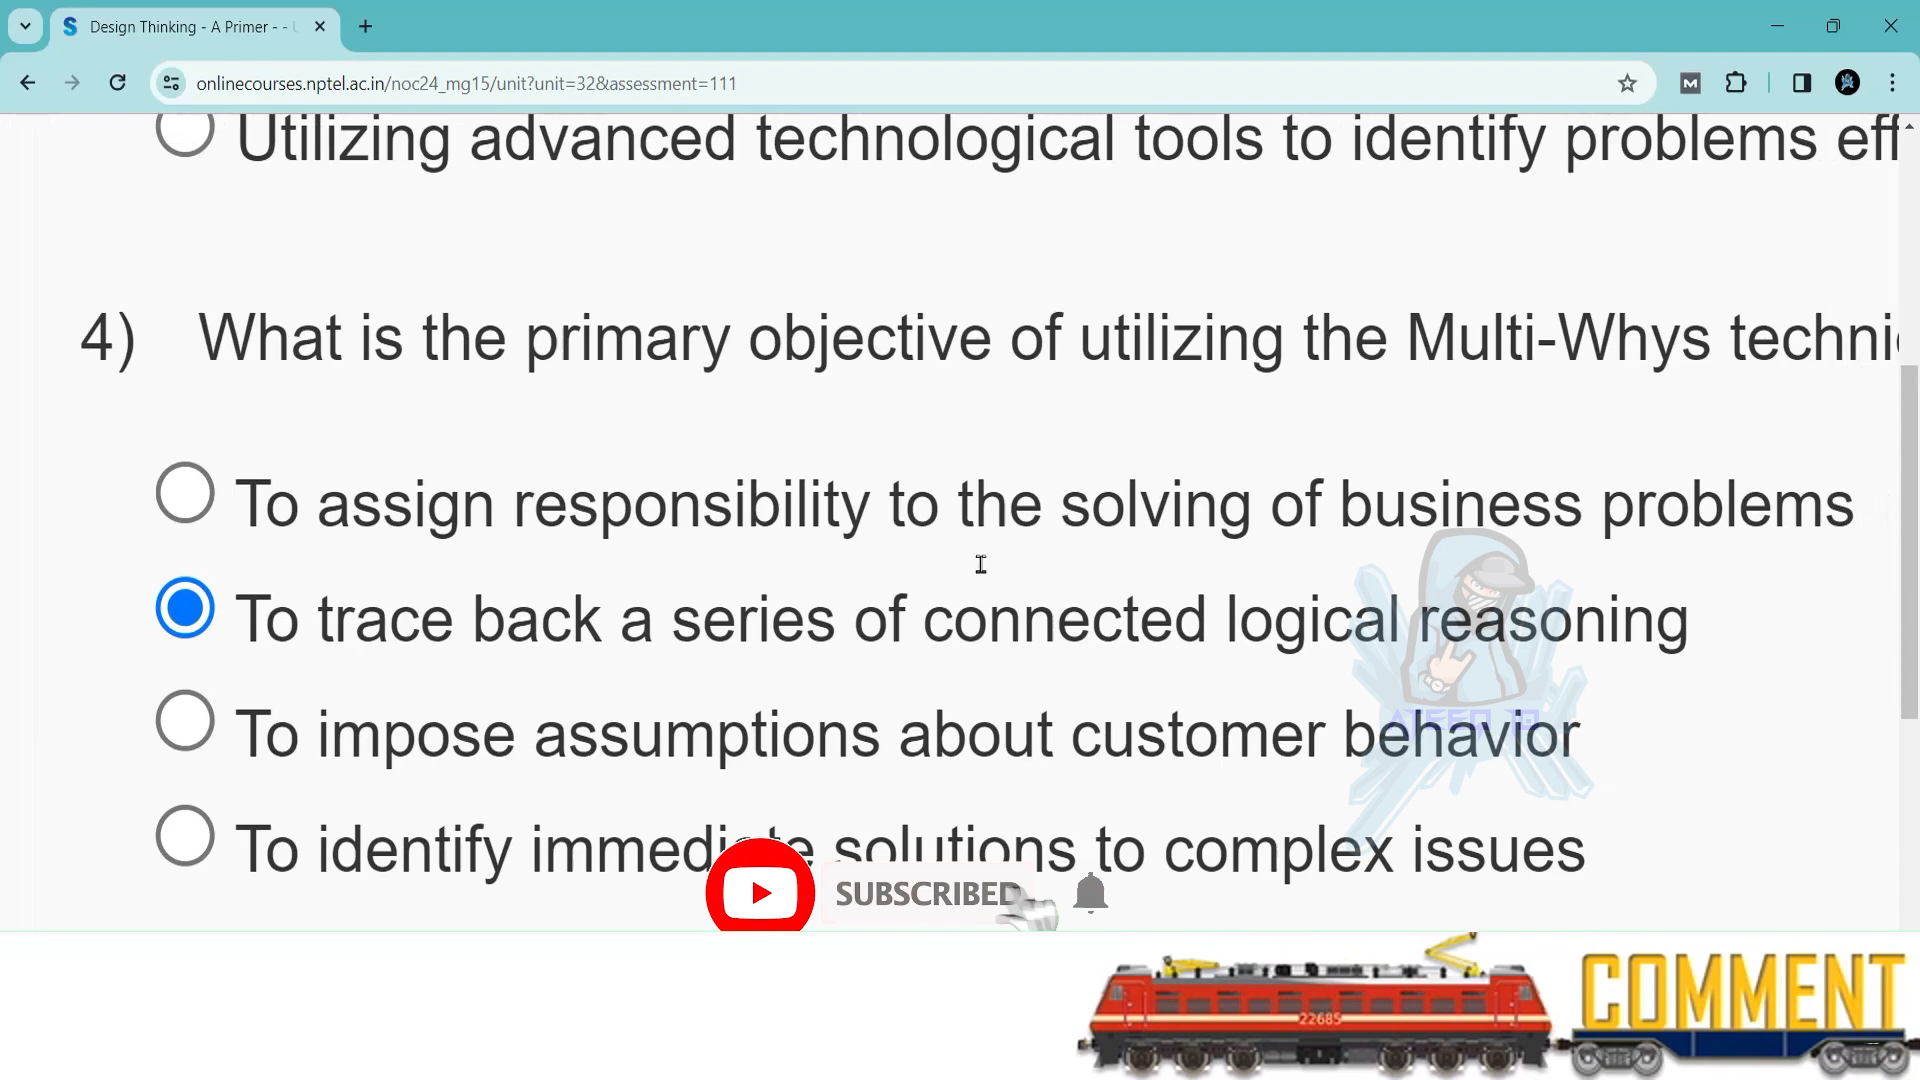 Design Thinking - A Primer - - U
onlinecourses.nptel.ac.in/noc24_mg15/unit?unit=32&assessment=111
Utilizing advanced technological tools to identify problems eff
4) What is the primary objective of utilizing the Multi-Whys techni
To assign responsibility to the solving of business problems
To trace back a series of connected logical reasoning
To impose assumptions about customer behavior
ATEEQ 10
To identify immediate solutions to complex issues
SUBSCRIBED
22685
COMMENT